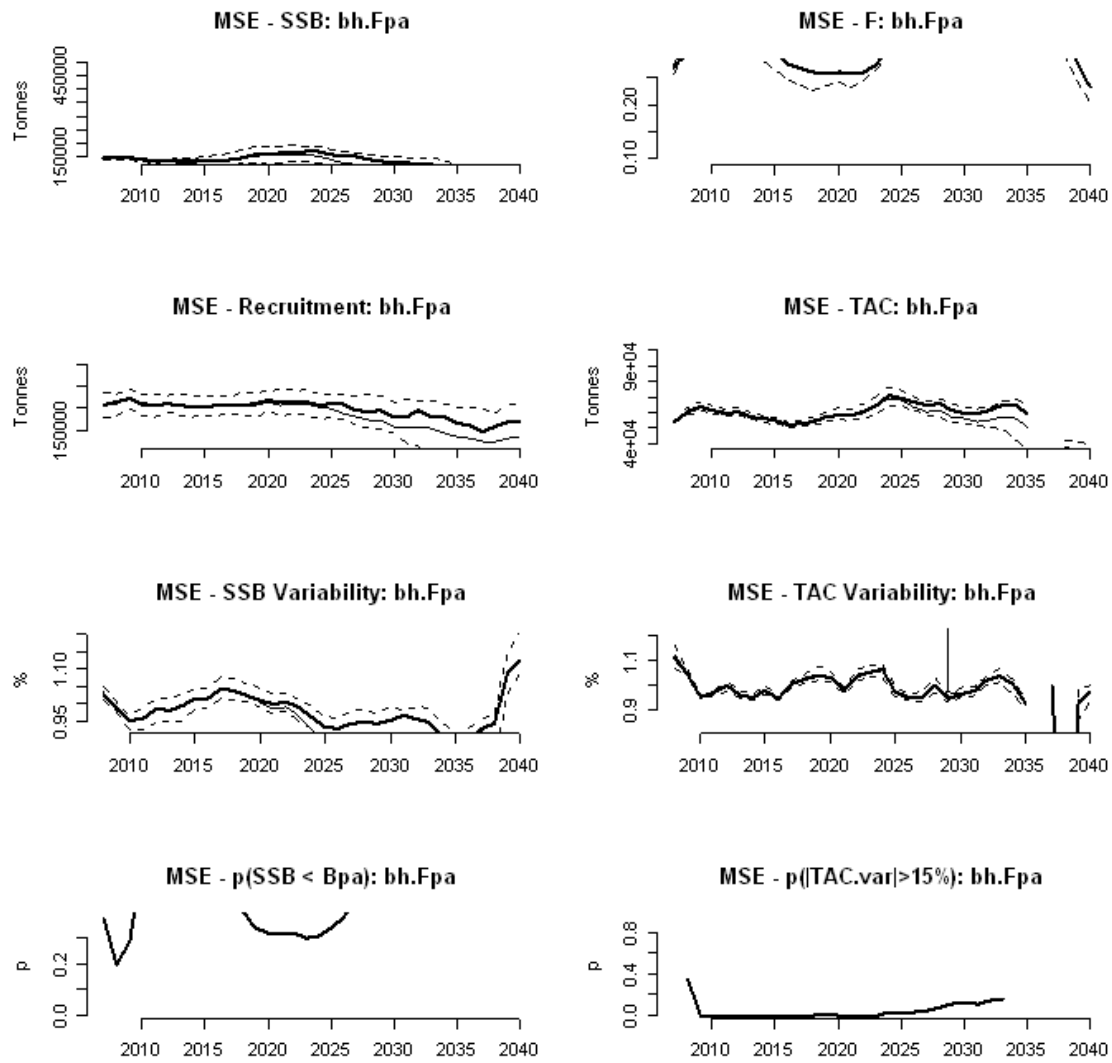 MSE - SSB: bh.Fpa
MSE - F: bh.Fpa
Tonnes
150000 450000
0.10 0.20
2010 2015 2020 2025 2030 2035 2040
2010 2015 2020 2025 2030 2035 2040
MSE - Recruitment: bh.Fpa
MSE - TAC: bh.Fpa
Tonnes
150000
Tonnes
4e+04 9e+04
2010 2015 2020 2025 2030 2035 2040
2010 2015 2020 2025 2030 2035 2040
MSE - SSB Variability: bh.Fpa
MSE - TAC Variability: bh.Fpa
%
0.95 1.10
%
0.9 1.1
2010 2015 2020 2025 2030 2035 2040
2010 2015 2020 2025 2030 2035 2040
MSE - p(SSB < Bpa): bh.Fpa
MSE - p(|TAC.var|>15%): bh.Fpa
p
0.0 0.2
p
0.0 0.4 0.8
2010 2015 2020 2025 2030 2035 2040
2010 2015 2020 2025 2030 2035 2040